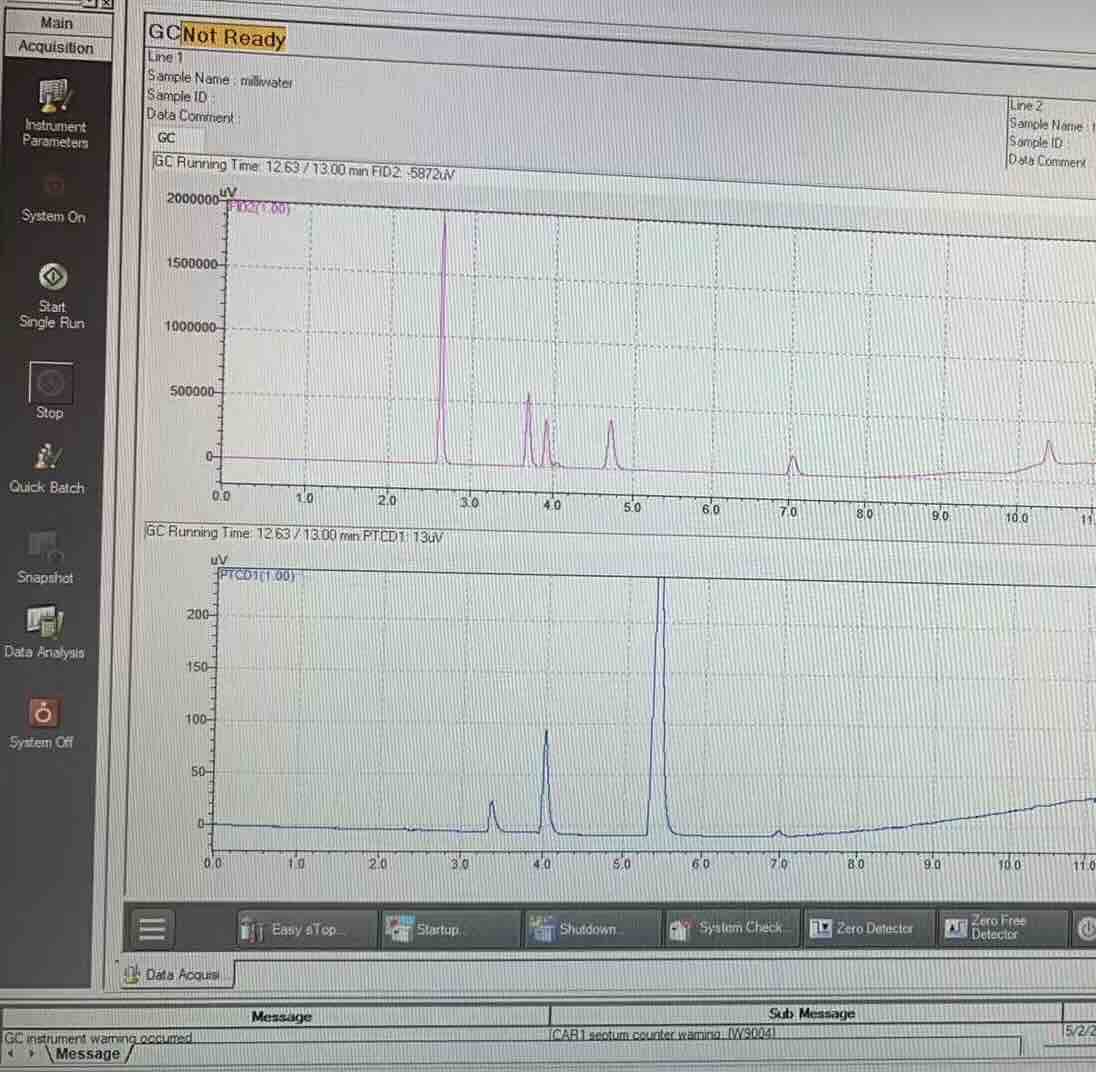 Main
Acquisition
Instrument
Parameters
System On
Start
Single Run
Stop
Quick Batch
Snapshot
Data Analysis
System Off
GC Not Ready
Line 1
Sample Name : milliwater
Sample ID :
Data Comment :
Line 2
Sample Name :
Sample ID :
Data Comment
GC
GC Running Time: 12.63 / 13.00 min FID2: -5872uV
uV
FID2(1.00)
2000000
1500000
1000000
500000
0
0.0 1.0 2.0 3.0 4.0 5.0 6.0 7.0 8.0 9.0 10.0 11.
GC Running Time: 12.63 / 13.00 min PTCD1: 13uV
uV
PTCD1(1.00)
200
150
100
50
0
0.0 1.0 2.0 3.0 4.0 5.0 6.0 7.0 8.0 9.0 10.0 11.0
Easy sTop...
Startup...
Shutdown...
System Check...
Zero Detector
Zero Free
Detector
Data Acquisi...
Message Sub Message
GC instrument warning occurred. CAR1 septum counter warning. (W9004) 5/2/2
Message